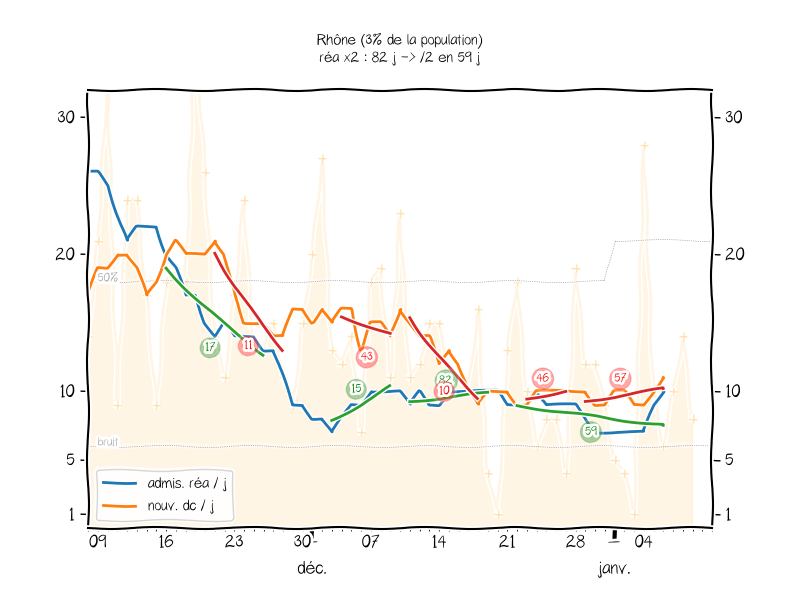 Rhône (3% de la population)
réa x2 : 82 j -> /2 en 59 j
30 30
20 20
50%
17 11 43 46 57
15 82
10 10 10
59
bruit
5 5
admis. réa / j
nouv. dc / j
1 1
09 16 23 30 07 14 21 28 04
déc. janv.